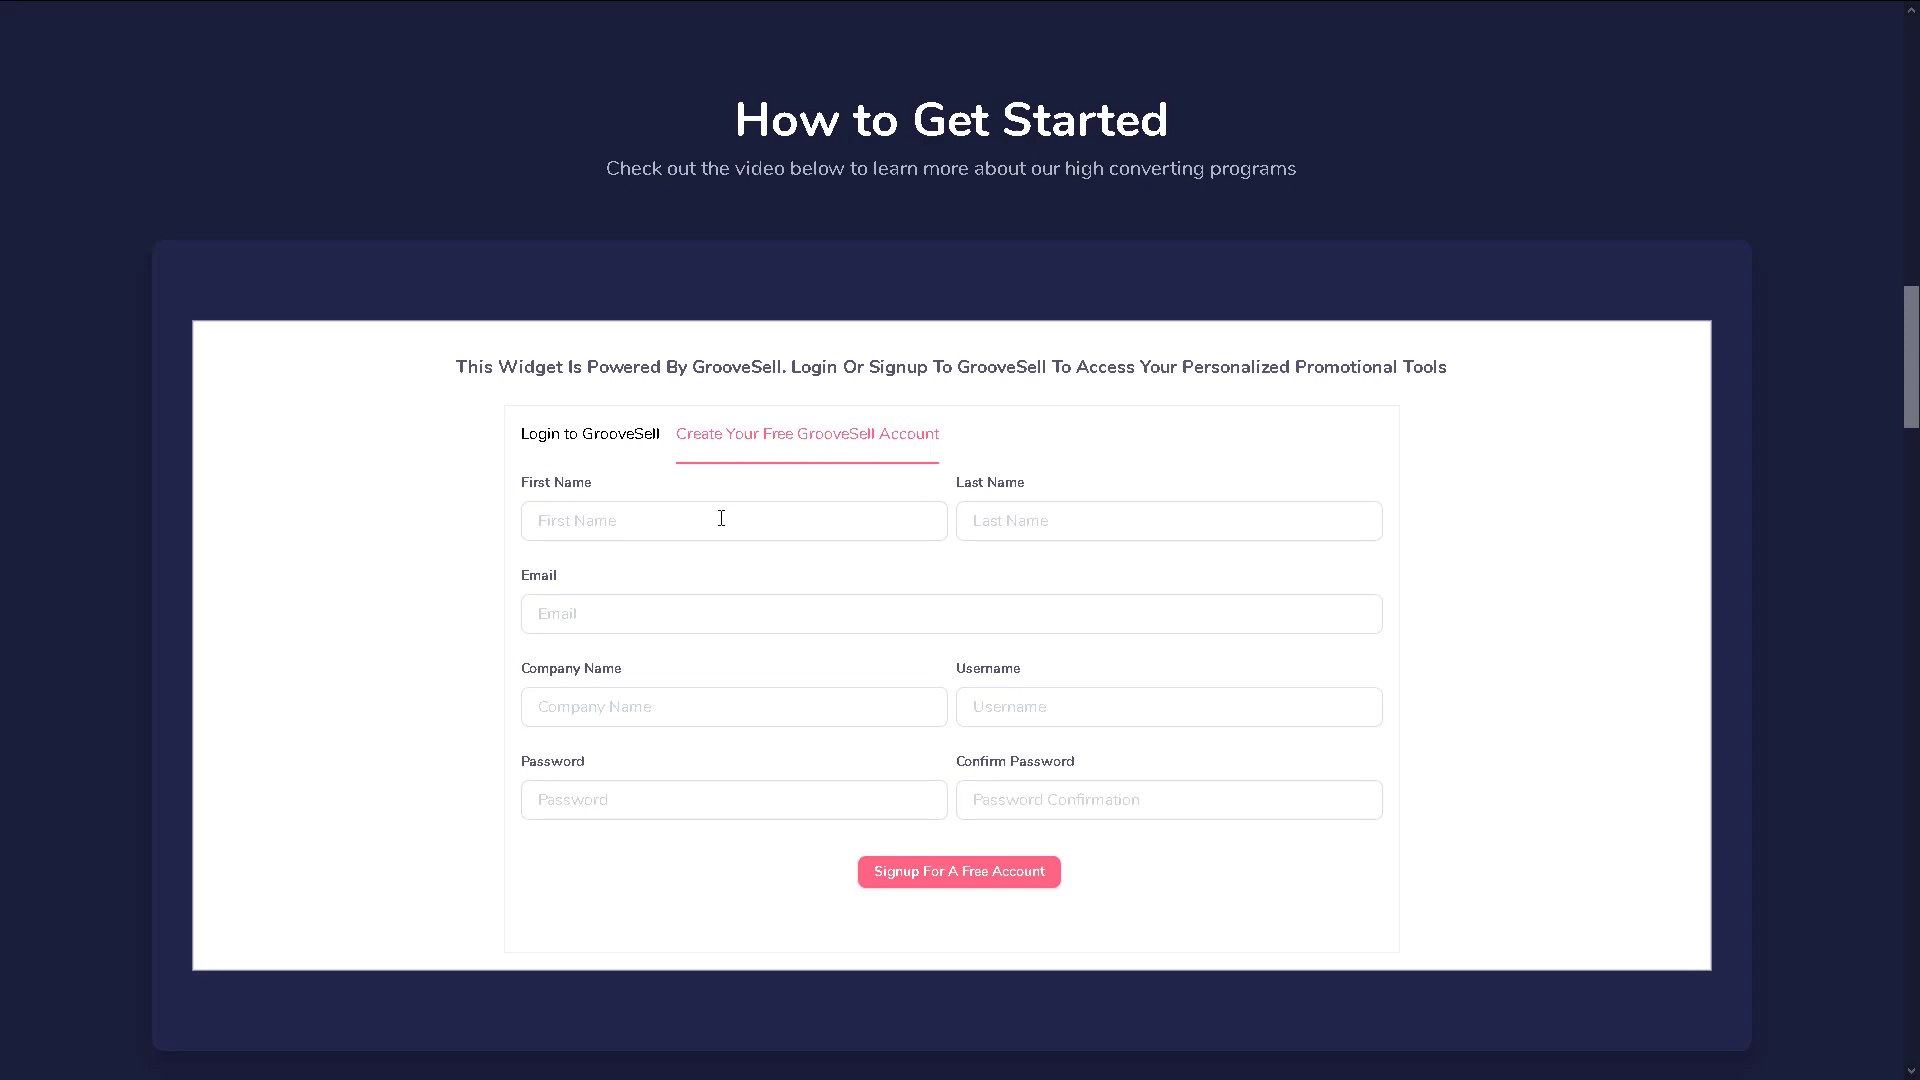 How to Get Started
Check out the video below to learn more about our high converting programs
This Widget Is Powered By GrooveSell. Login Or Signup To GrooveSell To Access Your Personalized Promotional Tools
Login to GrooveSell Create Your Free GrooveSell Account
First Name Last Name
First Name Last Name
Email
Email
Company Name Username
Company Name Username
Password Confirm Password
Password Password Confirmation
Signup For A Free Account